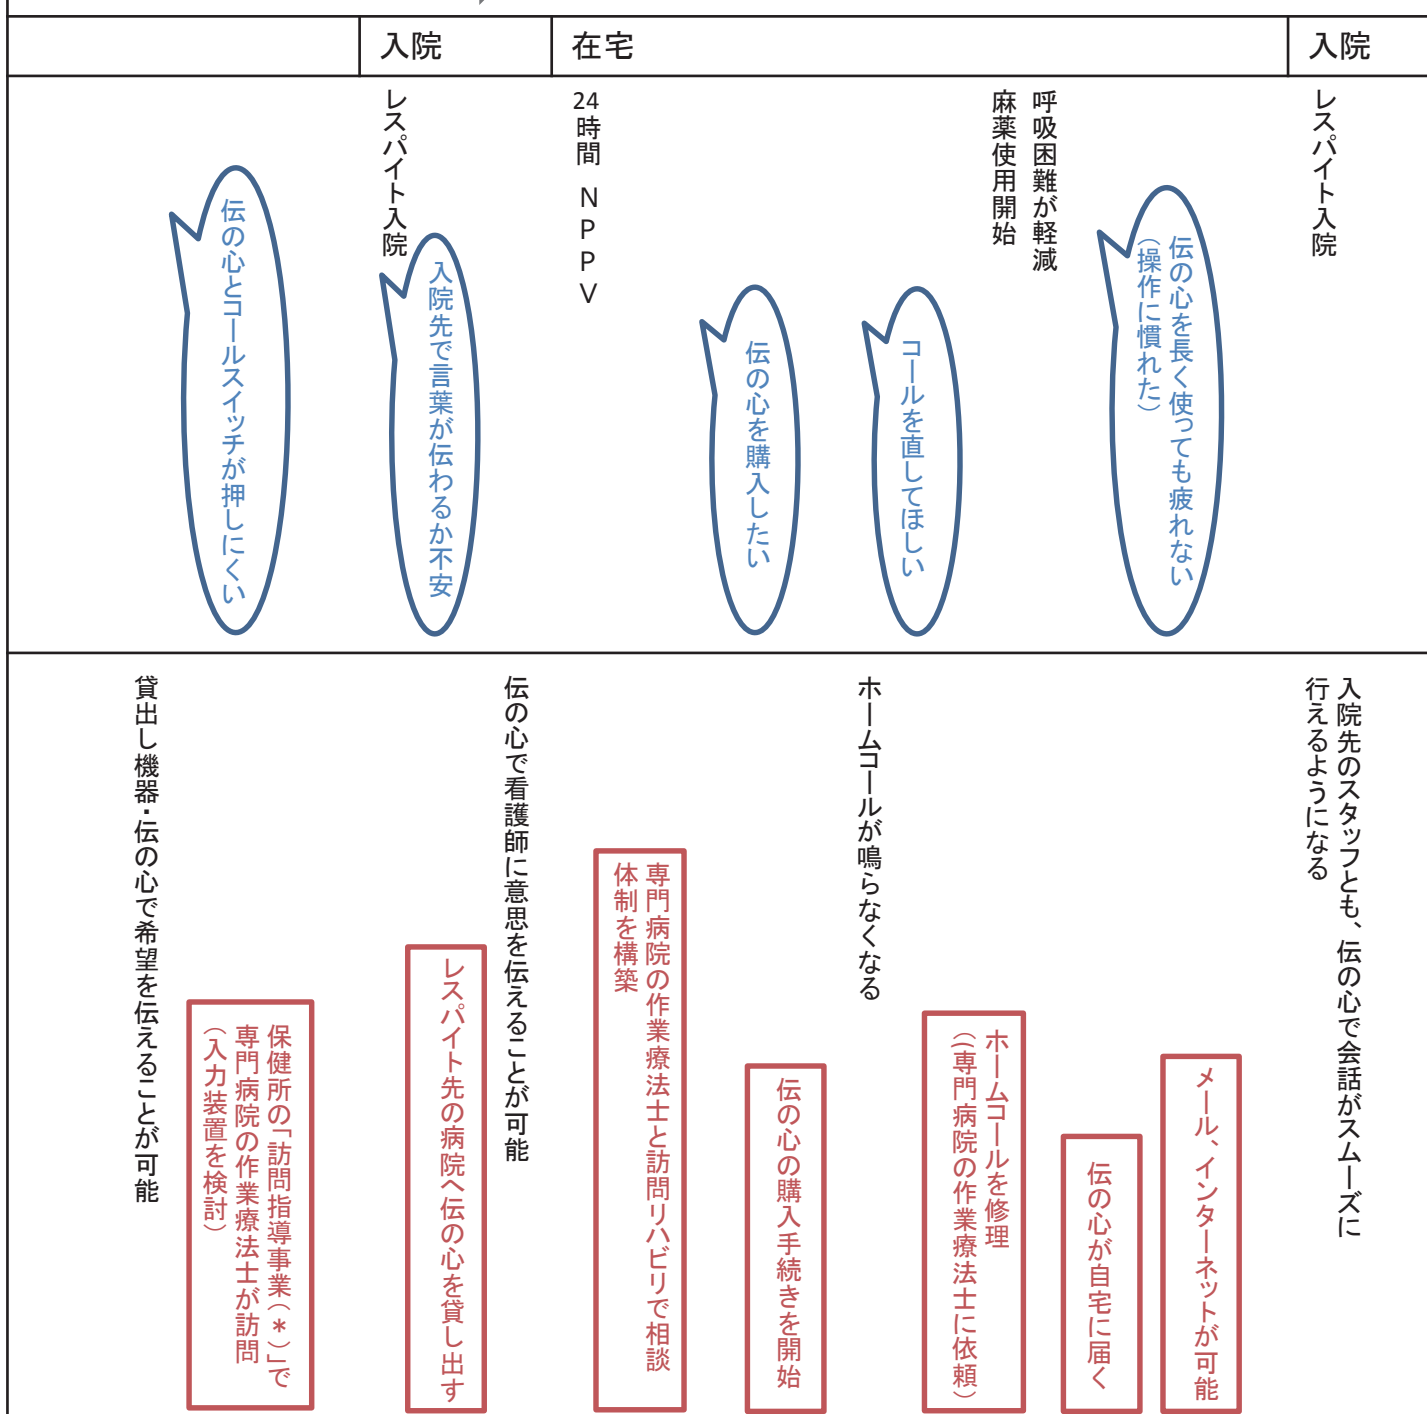 入院
在宅
入院
伝の心とコールスイッチが押しにくい
レスパイト入院
入院先で言葉が伝わるか不安
24時間 NPPV
伝の心を購入したい
コールを直してほしい
呼吸困難が軽減
麻薬使用開始
伝の心を長く使っても疲れない
（操作に慣れた）
レスパイト入院
貸出し機器・伝の心で希望を伝えることが可能
保健所の「訪問指導事業（＊）」で
専門病院の作業療法士が訪問
（入力装置を検討）
レスパイト先の病院へ伝の心を貸し出す
伝の心で看護師に意思を伝えることが可能
専門病院の作業療法士と訪問リハビリで相談
体制を構築
伝の心の購入手続きを開始
ホームコールが鳴らなくなる
ホームコールを修理
（(専門病院の作業療法士に依頼）
伝の心が自宅に届く
メール、インターネットが可能
入院先のスタッフとも、伝の心で会話がスムーズに
行えるようになる